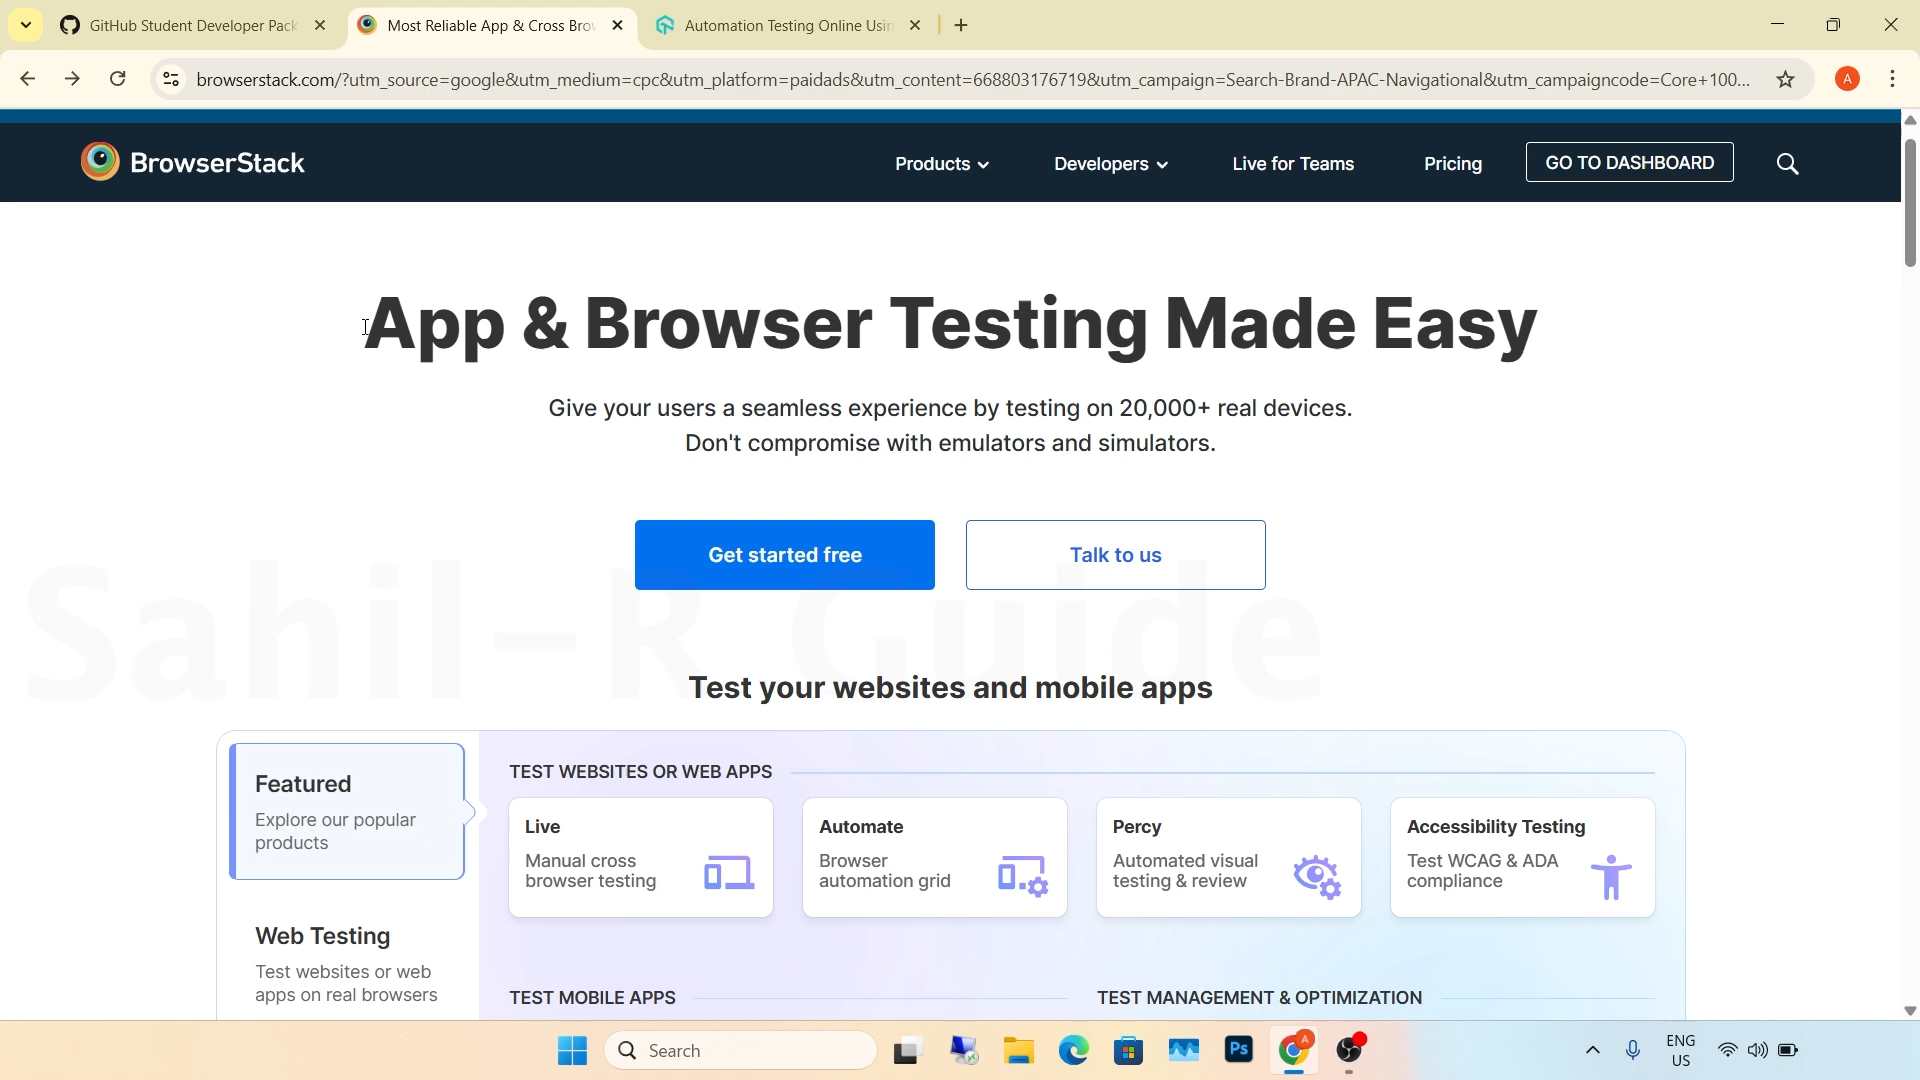 GitHub Student Developer Pack
Most Reliable App & Cross Brow
Automation Testing Online Usin
browserstack.com/?utm_source=google&utm_medium=cpc&utm_platform=paidads&utm_content=668803176719&utm_campaign=Search-Brand-APAC-Navigational&utm_campaigncode=Core+100...
A
BrowserStack
Products
Developers
Live for Teams
Pricing
GO TO DASHBOARD
App & Browser Testing Made Easy
Give your users a seamless experience by testing on 20,000+ real devices.
Don't compromise with emulators and simulators.
Get started free
Talk to us
Sahil-R Guide
Test your websites and mobile apps
Featured
Explore our popular
products
Web Testing
Test websites or web
apps on real browsers
TEST WEBSITES OR WEB APPS
Live
Manual cross
browser testing
Automate
Browser
automation grid
Percy
Automated visual
testing & review
Accessibility Testing
Test WCAG & ADA
compliance
TEST MOBILE APPS
TEST MANAGEMENT & OPTIMIZATION
Search
Ps
A
ENG
US